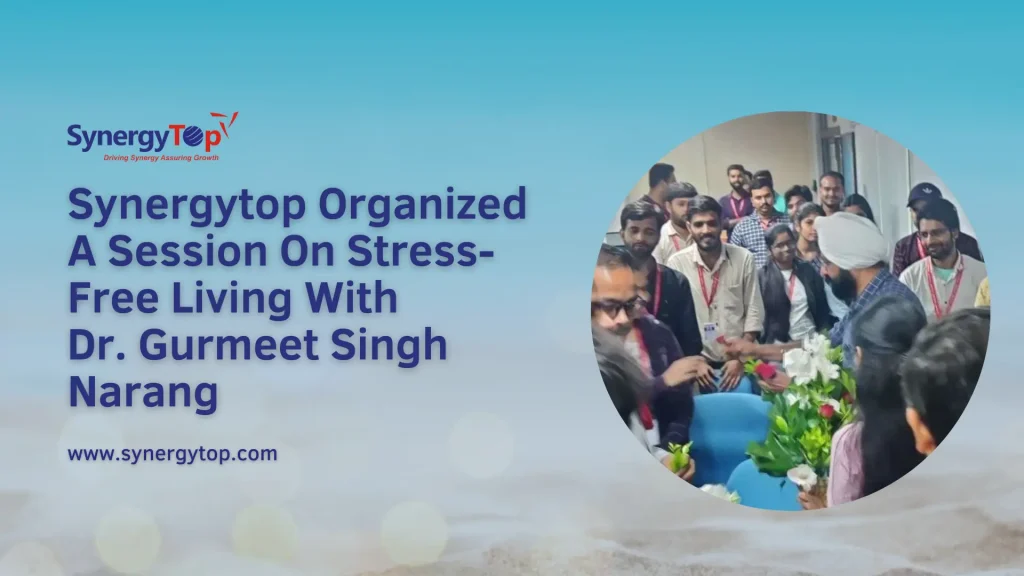 SynergyTop
Driving Synergy Assuring Growth
Synergytop Organized
A Session On Stress-
Free Living With
Dr. Gurmeet Singh
Narang
www.synergytop.com